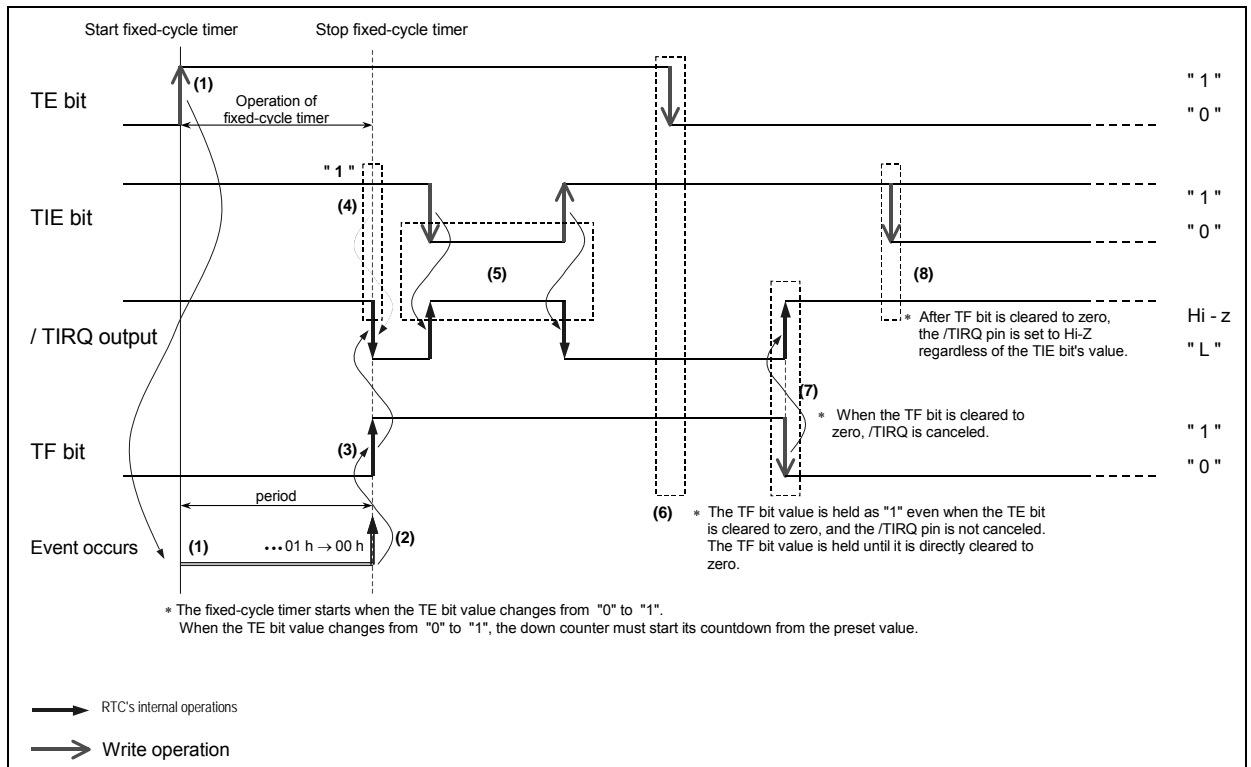 Start fixed-cycle timer
Stop fixed-cycle timer
TE bit
(1)
Operation of
fixed-cycle timer
" 1 "
" 0 "
TIE bit
" 1 "
(4)
(5)
" 1 "
" 0 "
(8)
/ TIRQ output
∗ After TF bit is cleared to zero,
the /TIRQ pin is set to Hi-Z
regardless of the TIE bit's value.
Hi - z
" L "
(7)
∗ When the TF bit is cleared to
zero, /TIRQ is canceled.
TF bit
(3)
" 1 "
" 0 "
period
(6)
∗ The TF bit value is held as "1" even when the TE bit
is cleared to zero, and the /TIRQ pin is not canceled.
The TF bit value is held until it is directly cleared to
zero.
Event occurs
(1)
•••01 h → 00 h
(2)
∗ The fixed-cycle timer starts when the TE bit value changes from "0" to "1".
When the TE bit value changes from "0" to "1", the down counter must start its countdown from the preset value.
RTC's internal operations
Write operation